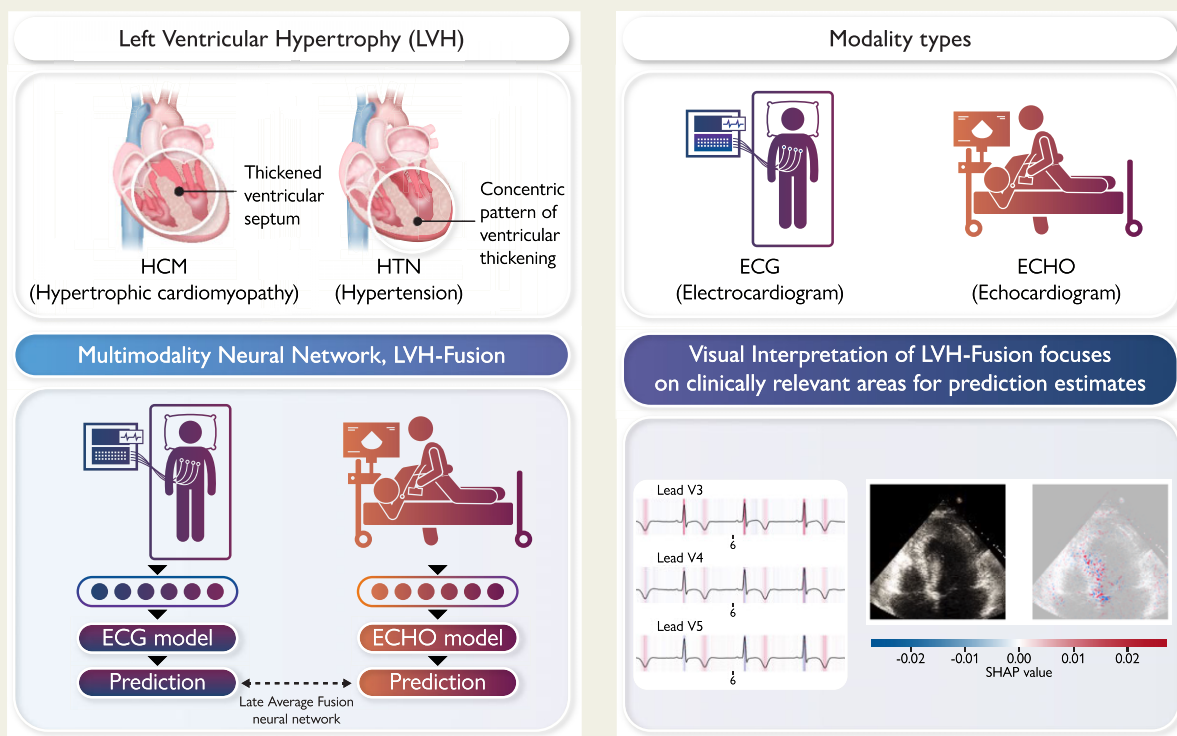 Left Ventricular Hypertrophy (LVH)
Thickened
ventricular
septum
Concentric
pattern of
ventricular
thickening
HCM
(Hypertrophic cardiomyopathy)
HTN
(Hypertension)
Modality types
ECG
(Electrocardiogram)
ECHO
(Echocardiogram)
Multimodality Neural Network, LVH-Fusion
ECG model
Prediction
ECHO model
Prediction
Late Average Fusion
neural network
Visual Interpretation of LVH-Fusion focuses
on clinically relevant areas for prediction estimates
Lead V3
6
Lead V4
6
Lead V5
6
-0.02 -0.01 0.00 0.01 0.02
SHAP value